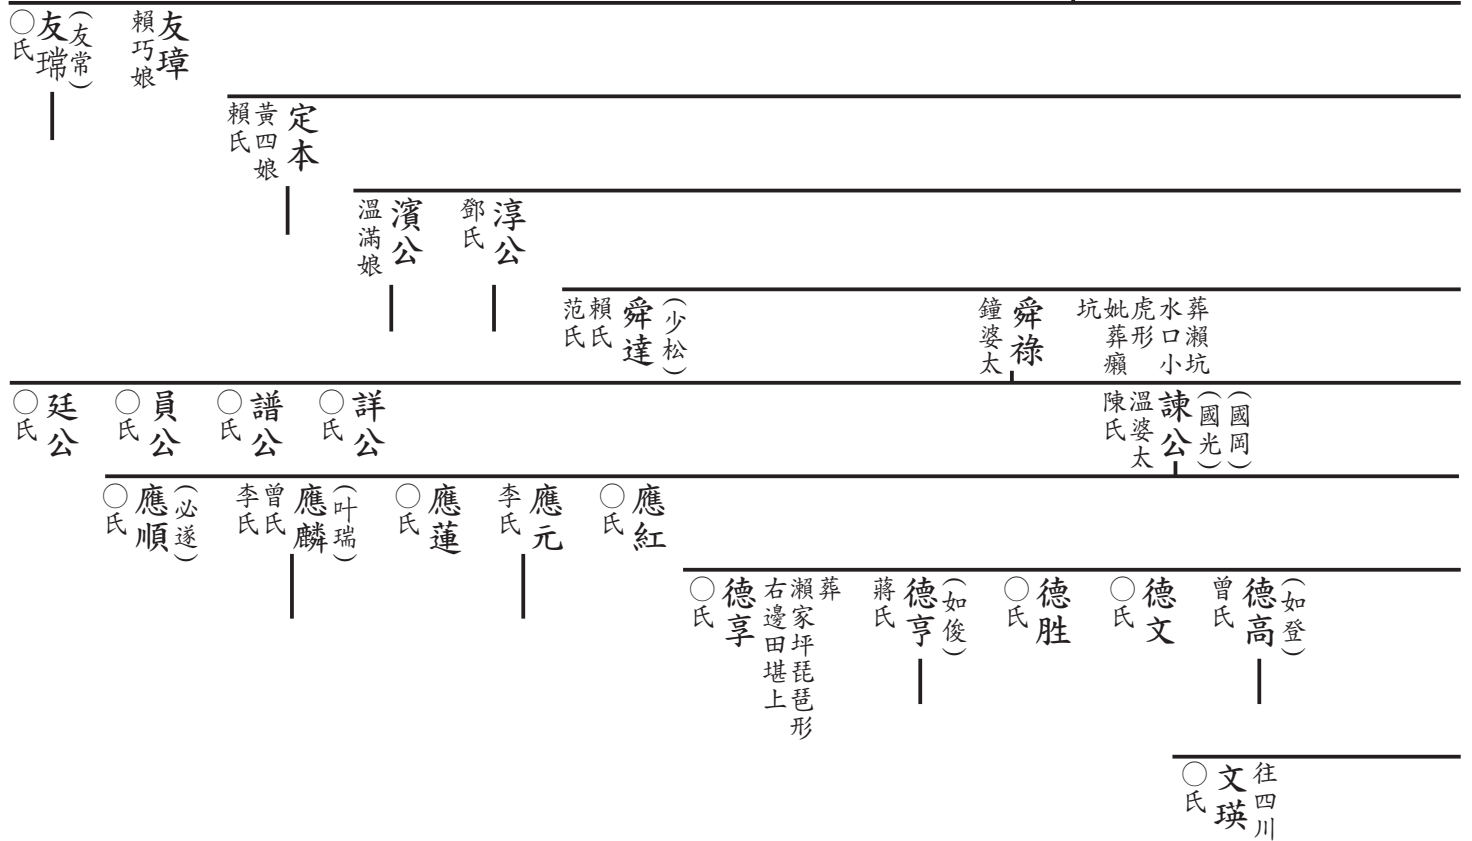 友璋
賴巧娘
(友常)
友瑺
○氏
定本
黃四娘
賴氏
淳公
鄧氏
濱公
溫滿娘
葬瀨坑
水口小
虎形
妣葬癩
坑
舜祿
鐘婆太
(少松)
舜達
賴氏
范氏
(國岡)
(國光)
諫公
溫婆太
陳氏
詳公
○氏
譜公
○氏
員公
○氏
廷公
○氏
應紅
○氏
應元
李氏
應蓮
○氏
(叶瑞)
應麟
曾氏
李氏
(必遂)
應順
○氏
(如登)
德高
曾氏
德文
○氏
德胜
○氏
(如俊)
德亨
蔣氏
葬
瀨家坪琵琶形
右邊田堪上
德享
○氏
往四川
文瑛
○氏